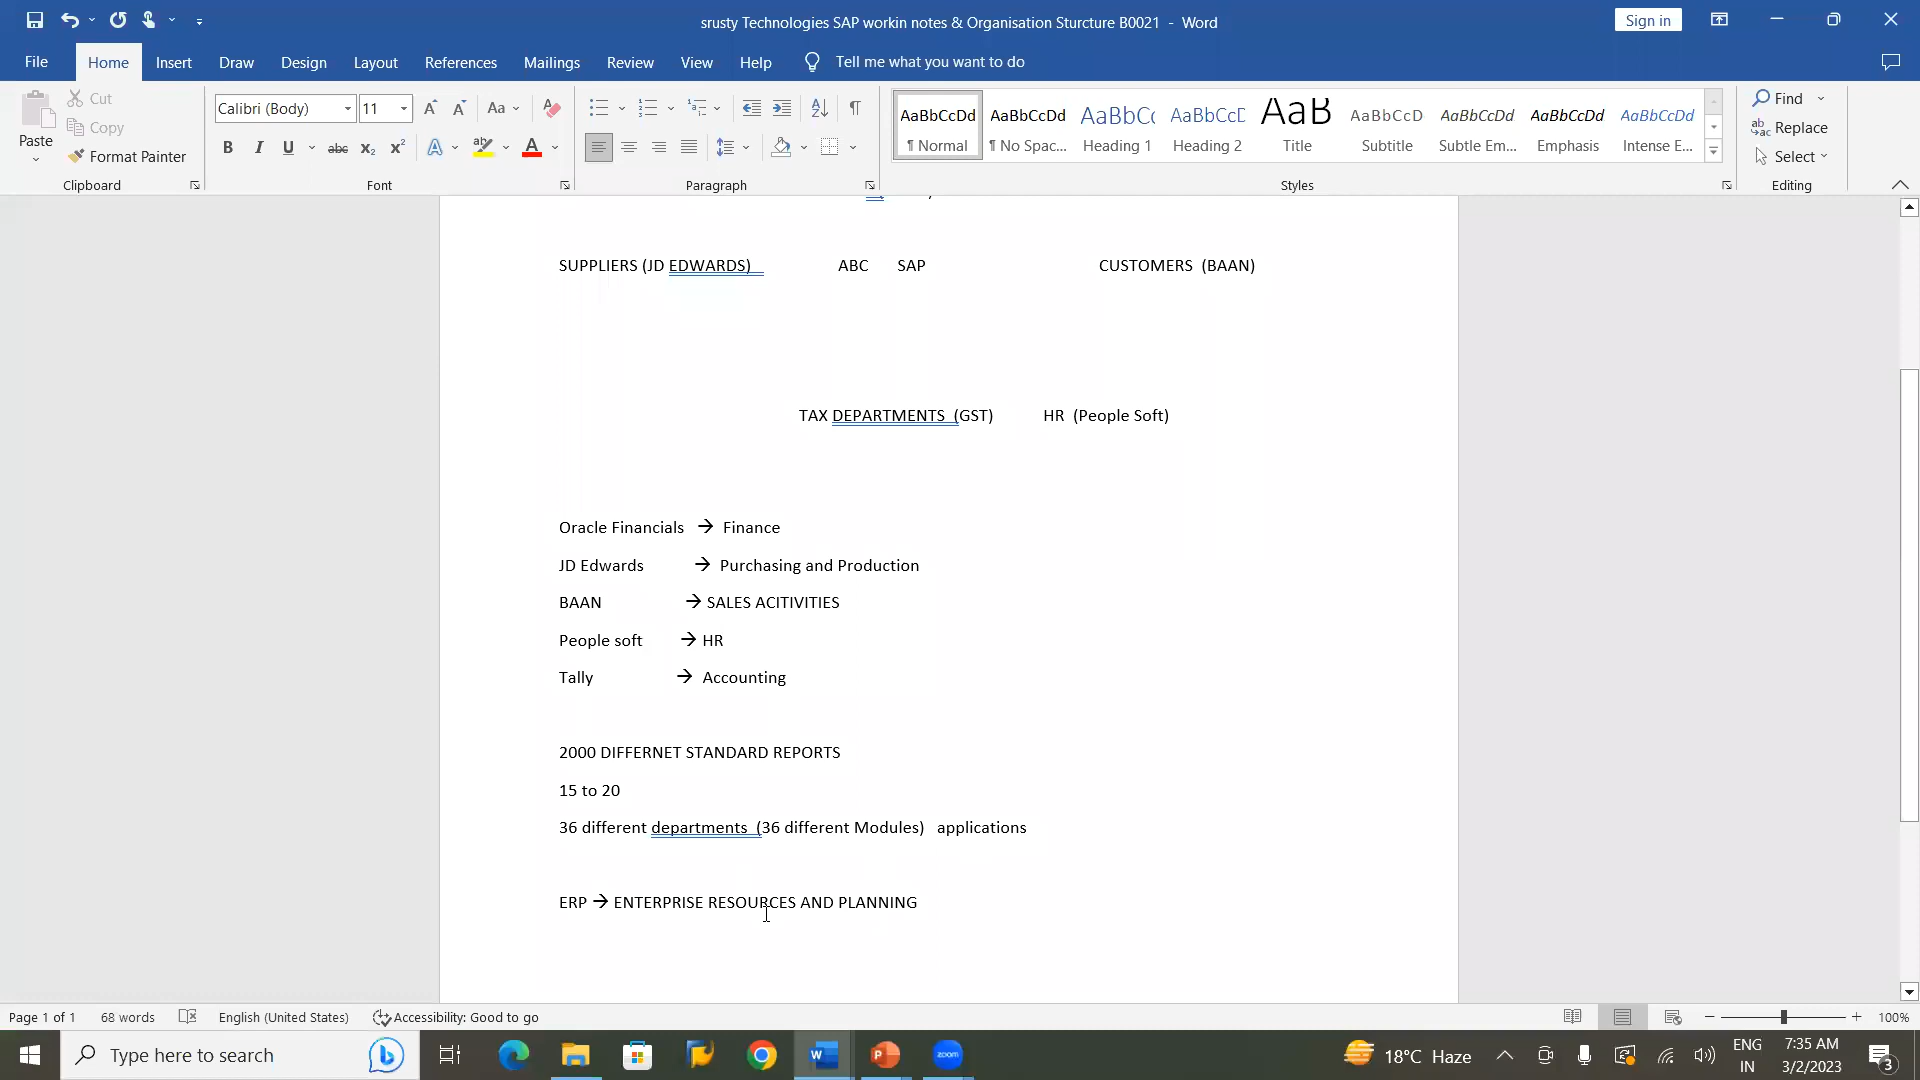 srusty Technologies SAP workin notes & Organisation Sturcture B0021 - Word
Sign in
File Home Insert Draw Design Layout References Mailings Review View Help Tell me what you want to do
Paste
Cut
Copy
Format Painter
Clipboard
Calibri (Body) 11
Font
Paragraph
AaBbCcDd AaBbCcDd AaBbCc AaBbCcD AaB AaBbCcD AaBbCcDd AaBbCcDd AaBbCcDd
¶ Normal ¶ No Spac... Heading 1 Heading 2 Title Subtitle Subtle Em... Emphasis Intense E...
Styles
Find
Replace
Select
Editing
SUPPLIERS (JD EDWARDS) ABC SAP CUSTOMERS (BAAN)
TAX DEPARTMENTS (GST) HR (People Soft)
Oracle Financials → Finance
JD Edwards → Purchasing and Production
BAAN → SALES ACITIVITIES
People soft → HR
Tally → Accounting
2000 DIFFERNET STANDARD REPORTS
15 to 20
36 different departments (36 different Modules) applications
ERP → ENTERPRISE RESOURCES AND PLANNING
Page 1 of 1 68 words English (United States) Accessibility: Good to go 100%
Type here to search
zoom
18°C Haze
ENG
IN
7:35 AM
3/2/2023
3